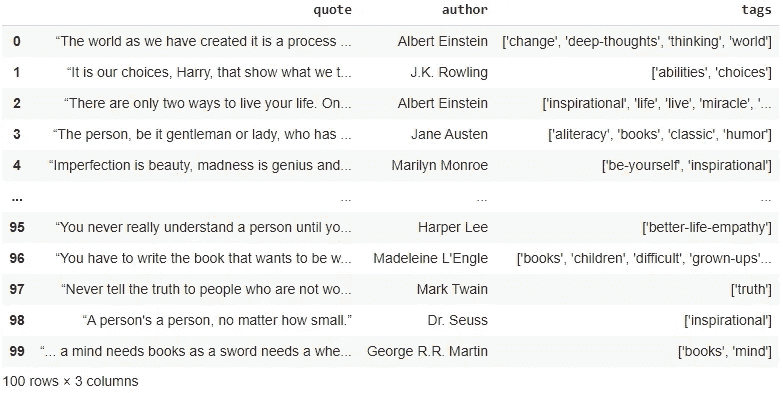 quote author tags
0 “The world as we have created it is a process ... Albert Einstein ['change', 'deep-thoughts', 'thinking', 'world']
1 “It is our choices, Harry, that show what we t... J.K. Rowling ['abilities', 'choices']
2 “There are only two ways to live your life. On... Albert Einstein ['inspirational', 'life', 'live', 'miracle', '...
3 “The person, be it gentleman or lady, who has ... Jane Austen ['aliteracy', 'books', 'classic', 'humor']
4 “Imperfection is beauty, madness is genius and... Marilyn Monroe ['be-yourself', 'inspirational']
... ... ... ...
95 “You never really understand a person until yo... Harper Lee ['better-life-empathy']
96 “You have to write the book that wants to be w... Madeleine L'Engle ['books', 'children', 'difficult', 'grown-ups'...
97 “Never tell the truth to people who are not wo... Mark Twain ['truth']
98 “A person's a person, no matter how small.” Dr. Seuss ['inspirational']
99 “... a mind needs books as a sword needs a whe... George R.R. Martin ['books', 'mind']
100 rows × 3 columns